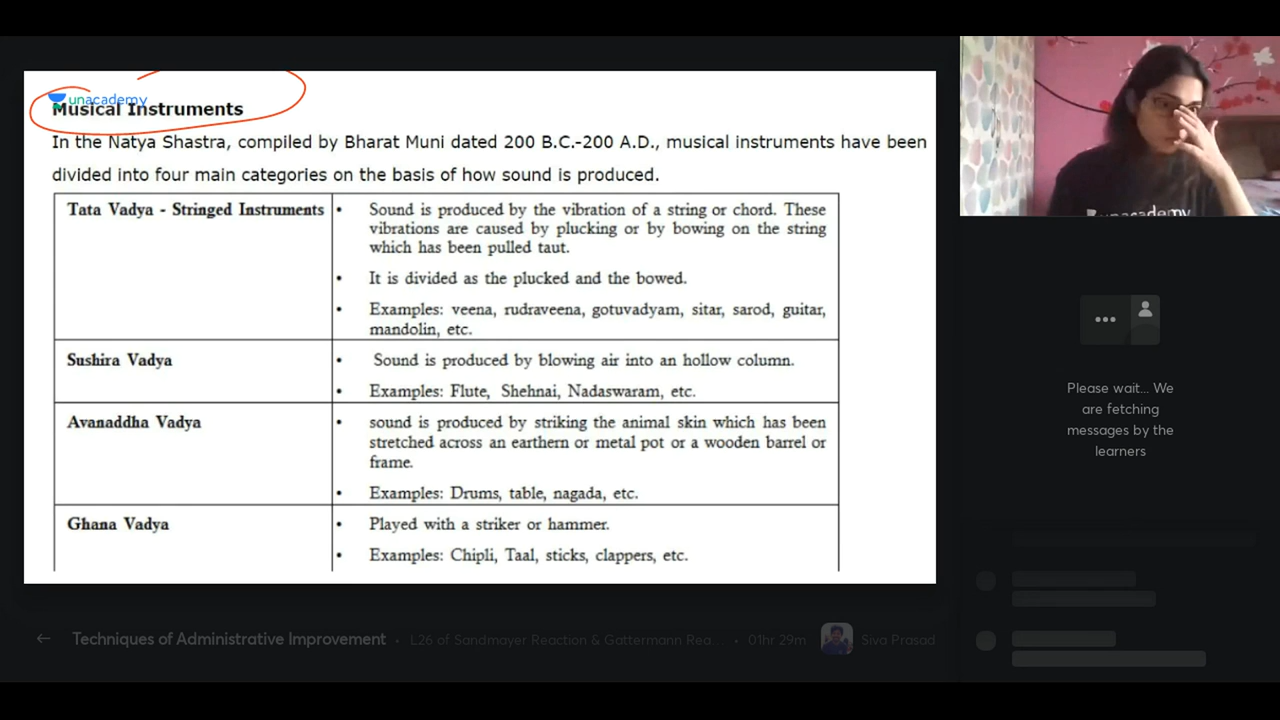 unacademy
Musical Instruments
In the Natya Shastra, compiled by Bharat Muni dated 200 B.C.-200 A.D., musical instruments have been
divided into four main categories on the basis of how sound is produced.
Tata Vadya - Stringed Instruments
• Sound is produced by the vibration of a string or chord. These
vibrations are caused by plucking or by bowing on the string
which has been pulled taut.
• It is divided as the plucked and the bowed.
• Examples: veena, rudraveena, gotuvadyam, sitar, sarod, guitar,
mandolin, etc.
Sushira Vadya
• Sound is produced by blowing air into an hollow column.
• Examples: Flute, Shehnai, Nadaswaram, etc.
Avanaddha Vadya
• sound is produced by striking the animal skin which has been
stretched across an earthern or metal pot or a wooden barrel or
frame.
• Examples: Drums, table, nagada, etc.
Ghana Vadya
• Played with a striker or hammer.
• Examples: Chipli, Taal, sticks, clappers, etc.
unacademy
Please wait... We
are fetching
messages by the
learners
Techniques of Administrative Improvement • L26 of Sandmayer Reaction & Gattermann Rea... • 01hr 29m Siva Prasad